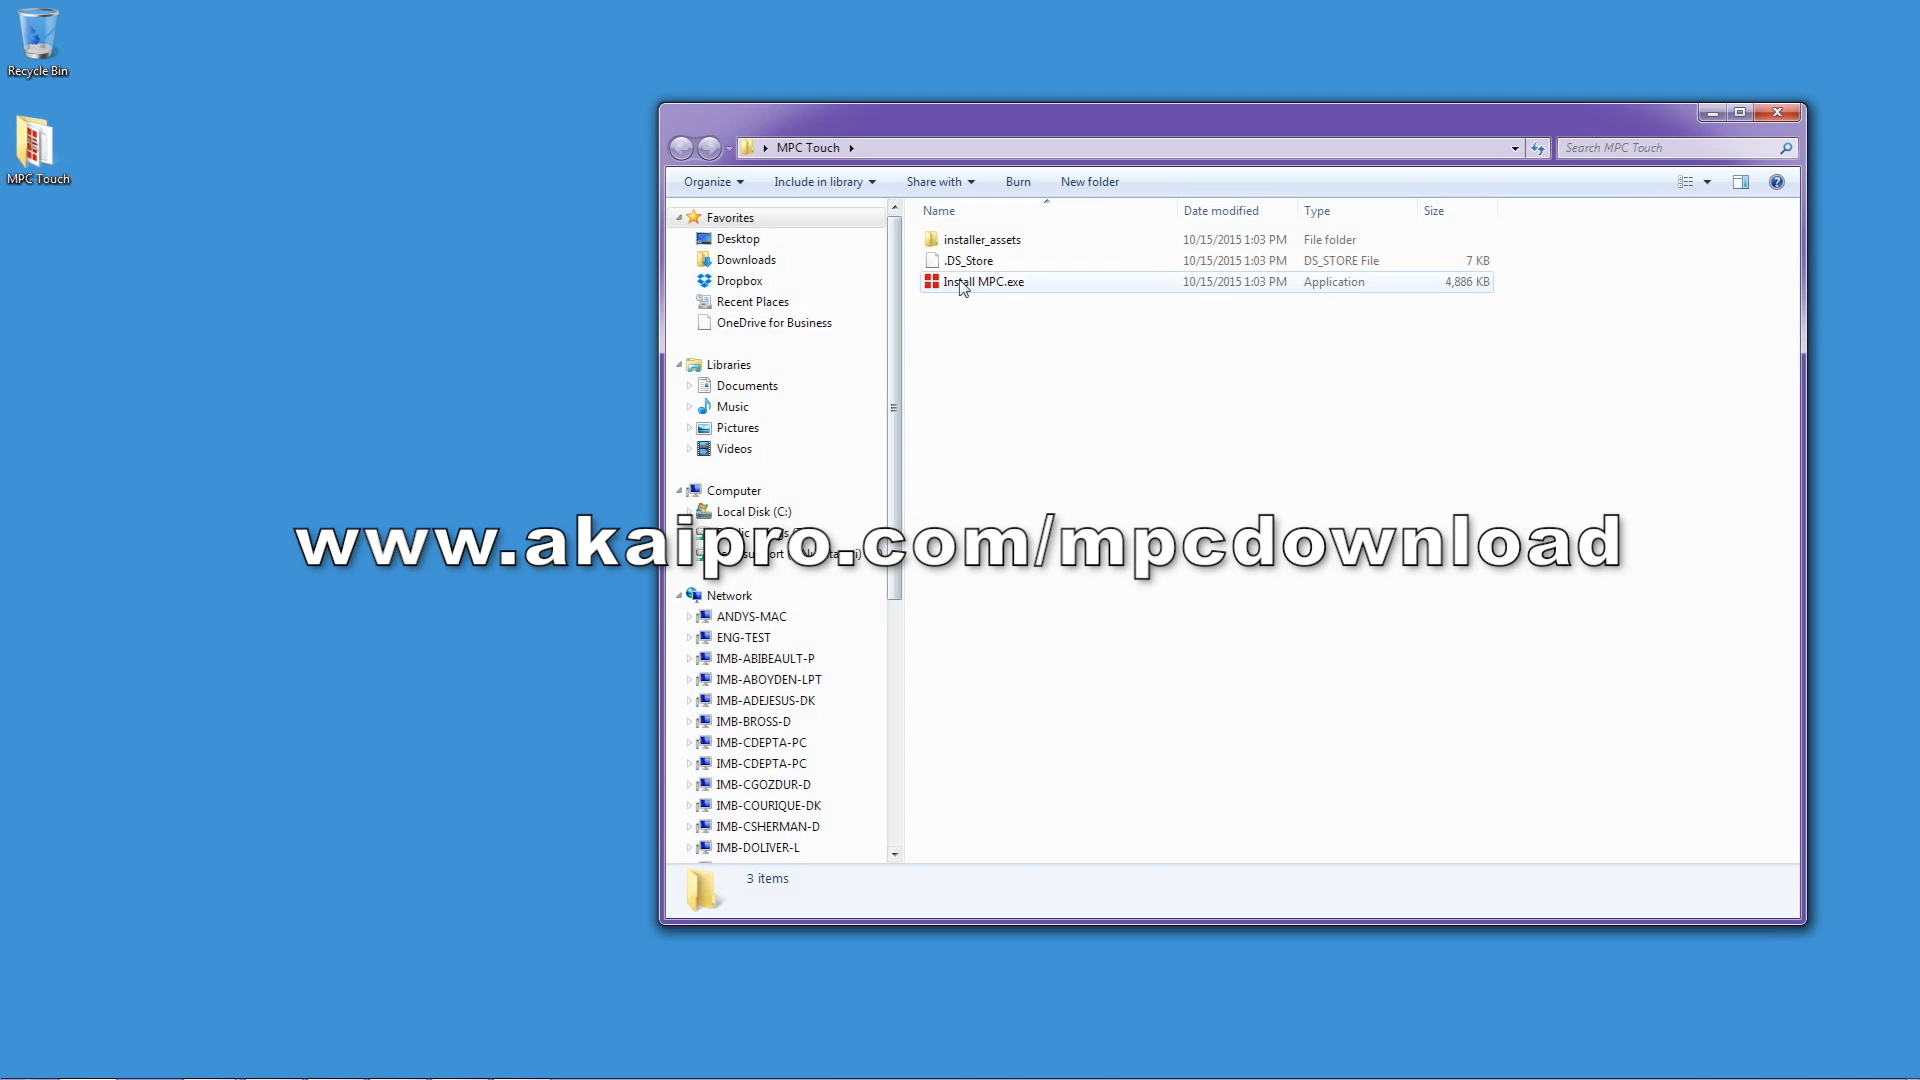 Recycle Bin
MPC Touch
MPC Touch
Search MPC Touch
Organize
Include in library
Share with
Burn
New folder
Name
Date modified
Type
Size
installer_assets
10/15/2015 1:03 PM
File folder
.DS_Store
10/15/2015 1:03 PM
DS_STORE File
7 KB
Install MPC.exe
10/15/2015 1:03 PM
Application
4,886 KB
Favorites
Desktop
Downloads
Dropbox
Recent Places
OneDrive for Business
Libraries
Documents
Music
Pictures
Videos
Computer
Local Disk (C:)
www.akaipro.com/mpcdownload
Network
ANDYS-MAC
ENG-TEST
IMB-ABIBEAULT-P
IMB-ABOYDEN-LPT
IMB-ADEJESUS-DK
IMB-BROSS-D
IMB-CDEPTA-PC
IMB-CDEPTA-PC
IMB-CGOZDUR-D
IMB-COURIQUE-DK
IMB-CSHERMAN-D
IMB-DOLIVER-L
3 items